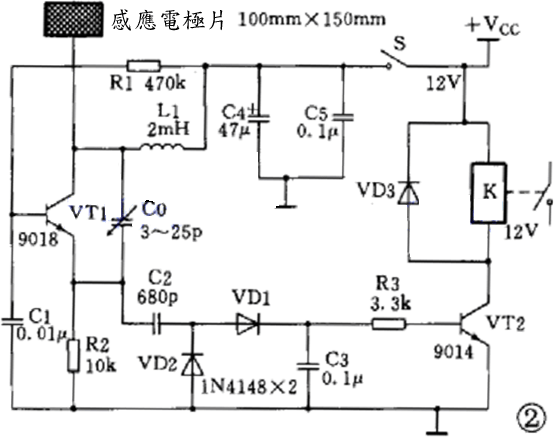 感應電極片 100mm×150mm
S
+VCC
R1 470k
12V
L1
2mH
C4 +
47μ
C5
0.1μ
VD3
K
12V
VT1
C0
3～25p
9018
C2
680p
VD1
R3
3.3k
VT2
C1
0.01μ
R2
10k
VD2
1N4148×2
C3
0.1μ
9014
②